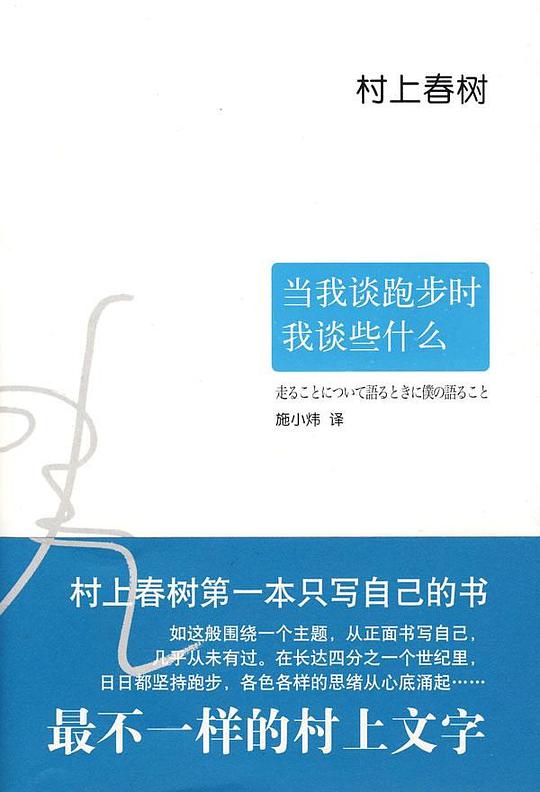 村上春树
当我谈跑步时
我谈些什么
走ることについて語るときに僕の語ること
施小炜 译
村上春树第一本只写自己的书
如这般围绕一个主题，从正面书写自己，
几乎从未有过。在长达四分之一个世纪里，
日日都坚持跑步，各色各样的思绪从心底涌起……
最不一样的村上文字